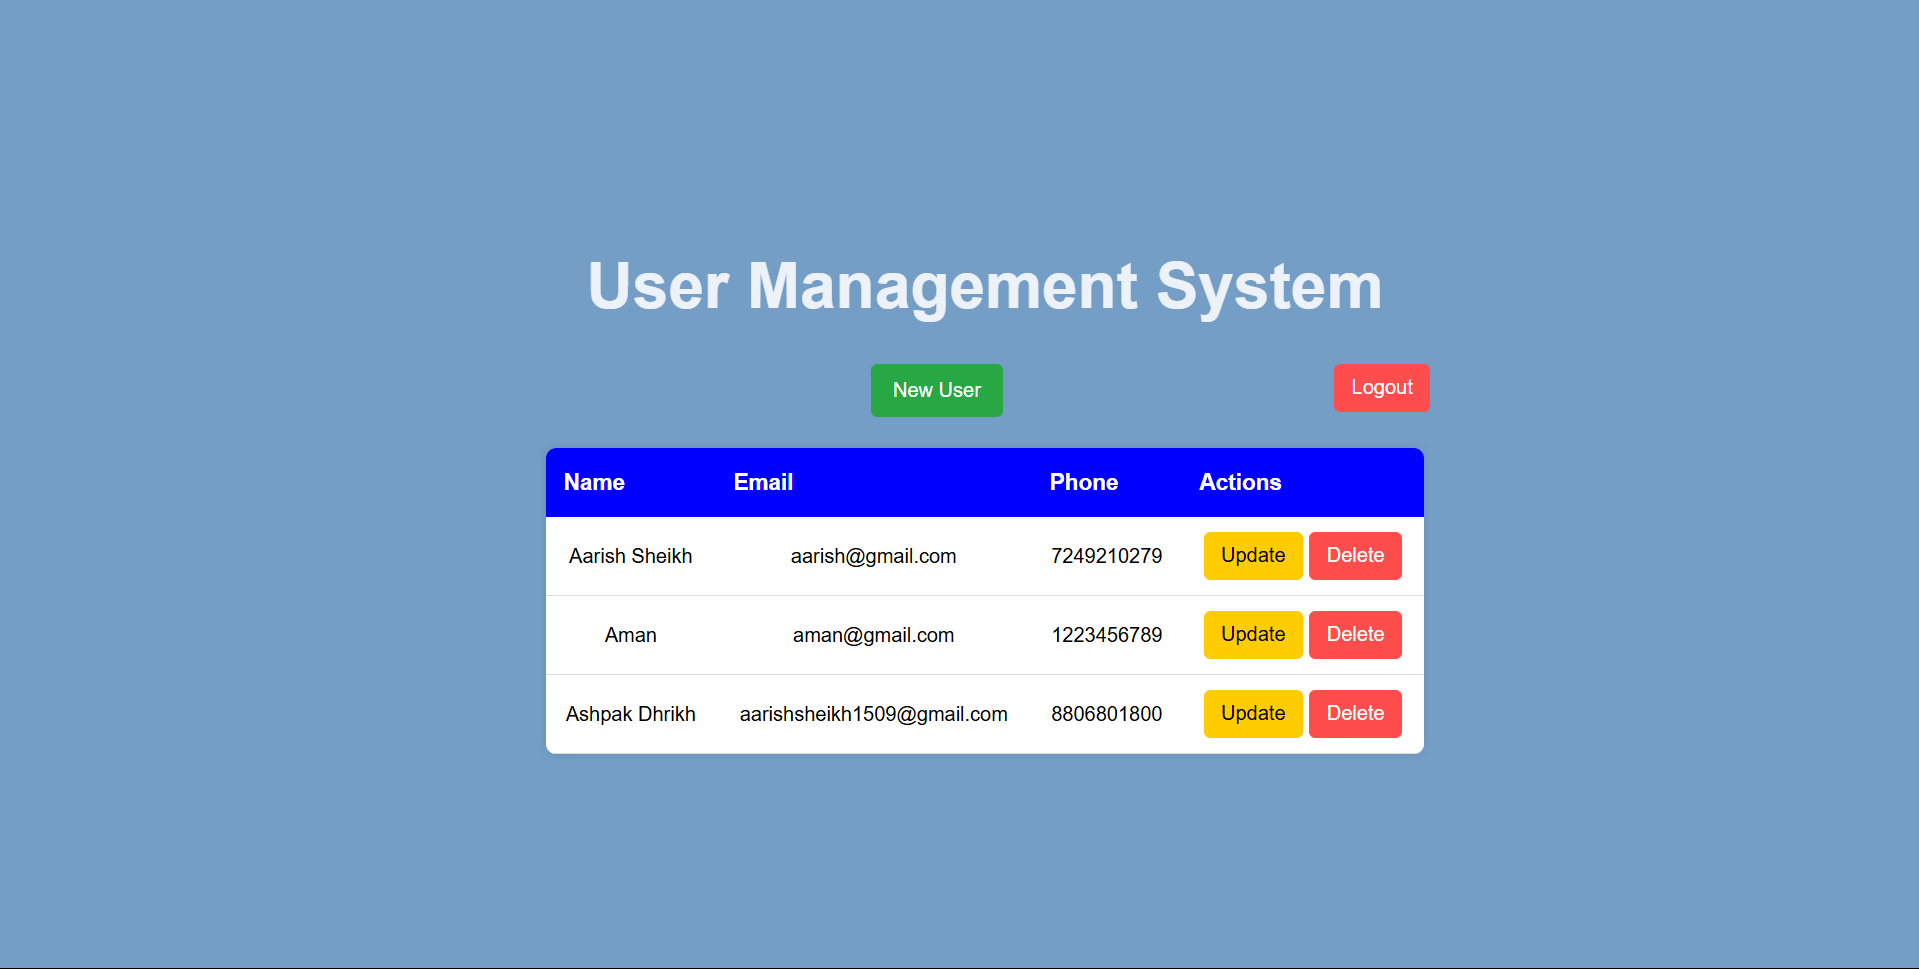 User Management System
New User Logout
Name Email Phone Actions
Aarish Sheikh aarish@gmail.com 7249210279 Update Delete
Aman aman@gmail.com 1223456789 Update Delete
Ashpak Dhrikh aarishsheikh1509@gmail.com 8806801800 Update Delete